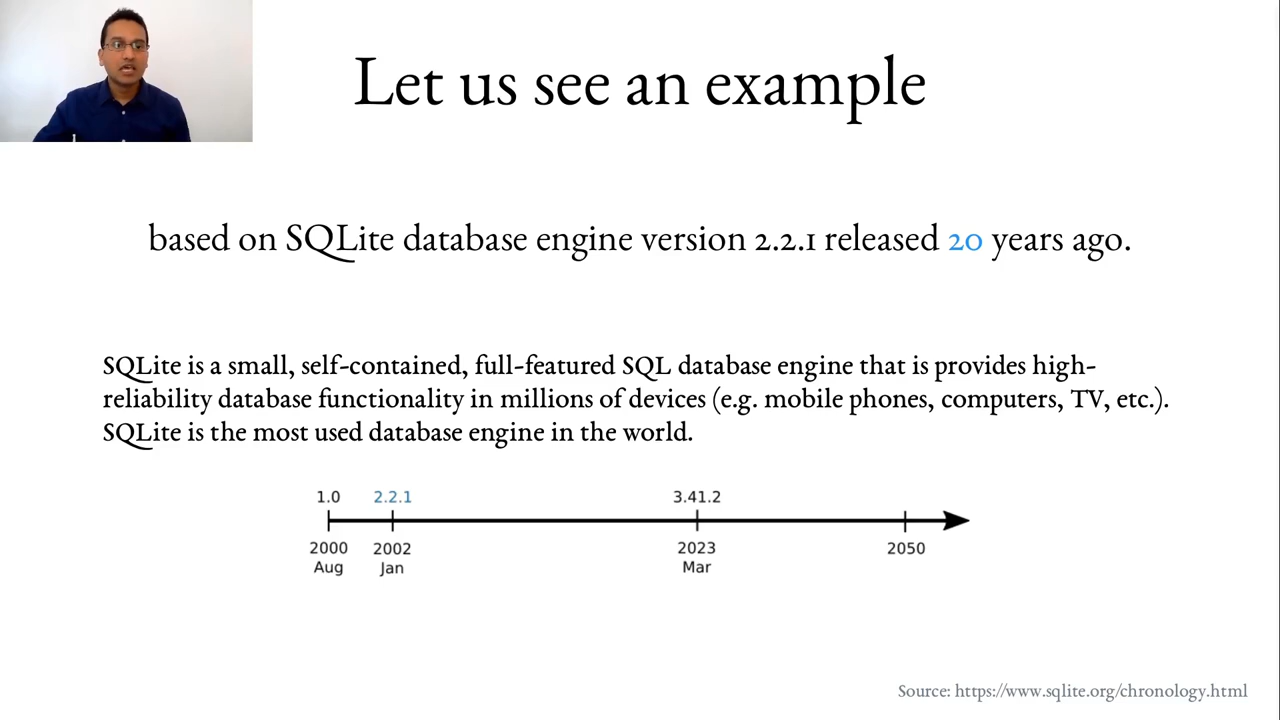 Let us see an example
based on SQLite database engine version 2.2.1 released 20 years ago.
SQLite is a small, self-contained, full-featured SQL database engine that is provides high-
reliability database functionality in millions of devices (e.g. mobile phones, computers, TV, etc.).
SQLite is the most used database engine in the world.
1.0 2.2.1 3.41.2
2000 2002 2023 2050
Aug Jan Mar
Source: https://www.sqlite.org/chronology.html